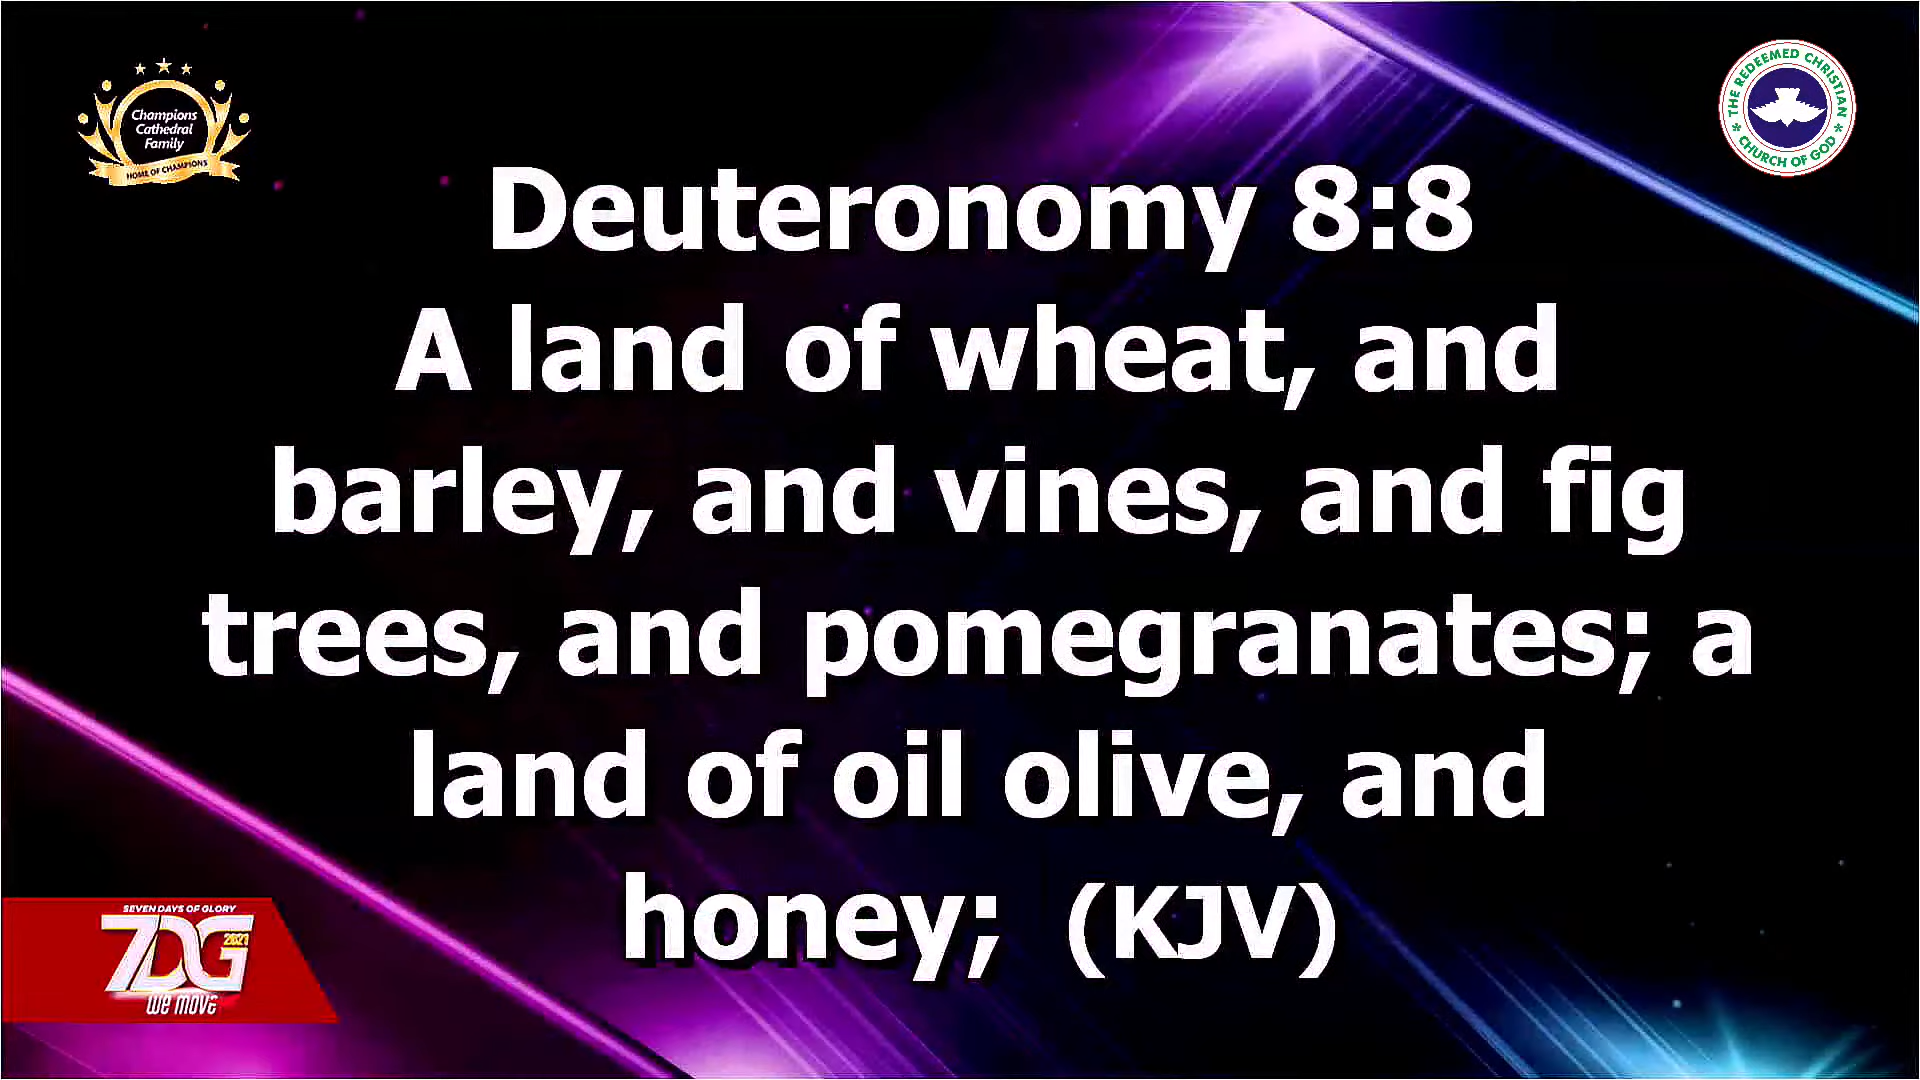 Champions
Cathedral
Family
HOME OF CHAMPIONS
THE REDEEMED CHRISTIAN
* CHURCH OF GOD *
Deuteronomy 8:8
A land of wheat, and
barley, and vines, and fig
trees, and pomegranates; a
land of oil olive, and
honey; (KJV)
SEVEN DAYS OF GLORY
7DG
we move